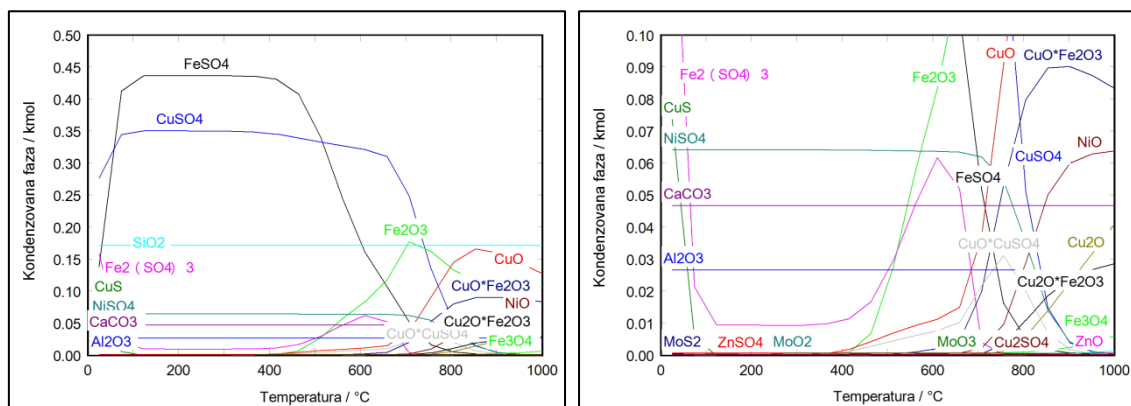 0.50
0.45
0.40
0.35
0.30
0.25
0.20
0.15
0.10
0.05
0.00
Kondenzovana faza / kmol
FeSO4
CuSO4
SiO2
Fe2O3
Fe2 ( SO4) 3
CuO
CuS
CuO*Fe2O3
NiSO4
NiO
CaCO3
Cu2O*Fe2O3
CuO*CuSO4
Al2O3
Fe3O4
0 200 400 600 800 1000
Temperatura / °C
0.10
0.09
0.08
0.07
0.06
0.05
0.04
0.03
0.02
0.01
0.00
Kondenzovana faza / kmol
CuO
CuO*Fe2O3
Fe2 ( SO4) 3
Fe2O3
CuS
NiSO4
NiO
CuSO4
FeSO4
CaCO3
CuO*CuSO4
Cu2O
Al2O3
Cu2O*Fe2O3
Fe3O4
MoS2
ZnSO4
MoO2
MoO3
Cu2SO4
ZnO
0 200 400 600 800 1000
Temperatura / °C